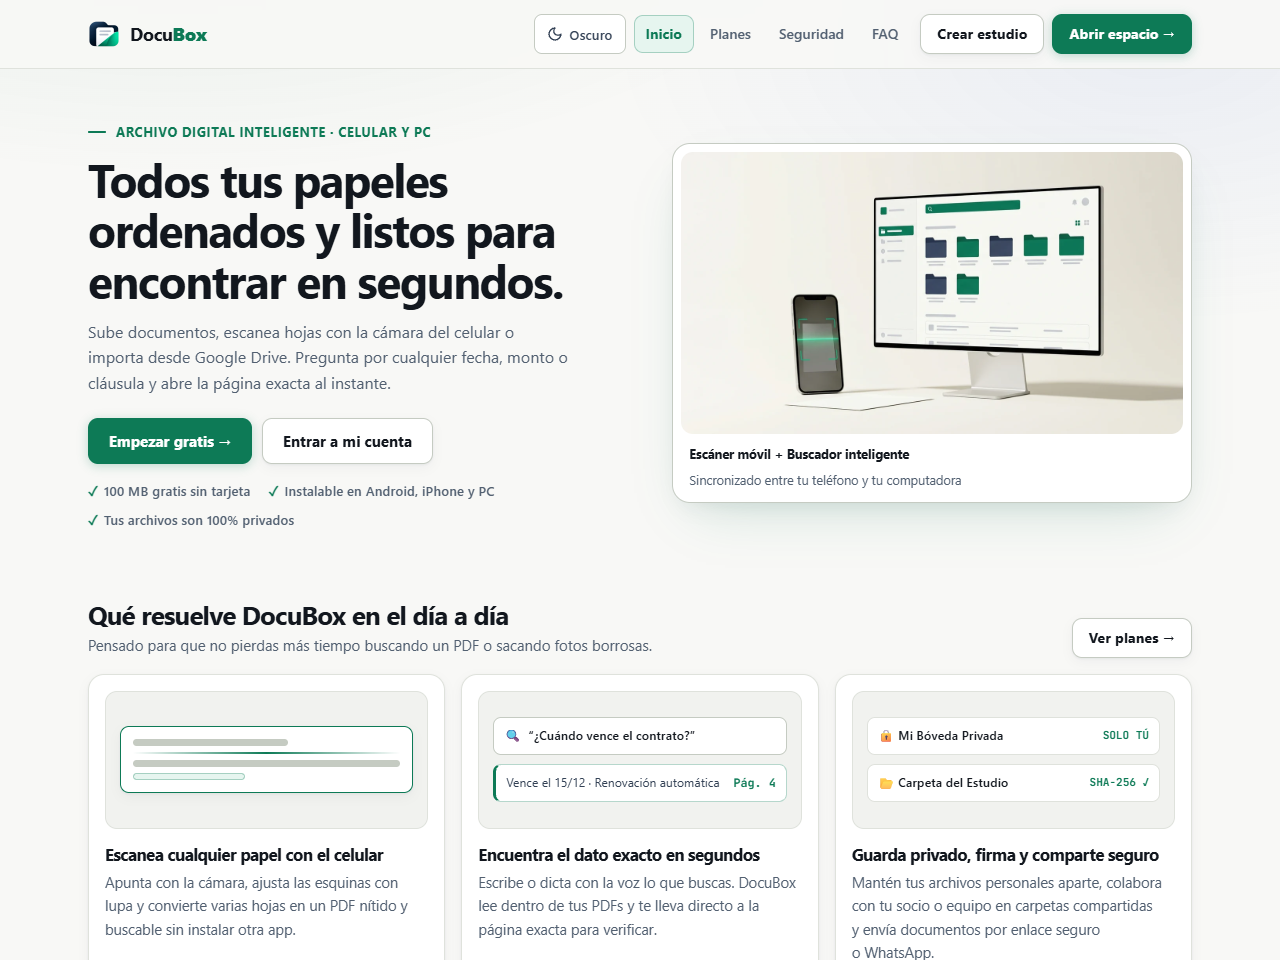 DocuBox
Oscuro
Inicio
Planes
Seguridad
FAQ
Crear estudio
Abrir espacio →
ARCHIVO DIGITAL INTELIGENTE · CELULAR Y PC
Todos tus papeles
ordenados y listos para
encontrar en segundos.
Sube documentos, escanea hojas con la cámara del celular o
importa desde Google Drive. Pregunta por cualquier fecha, monto o
cláusula y abre la página exacta al instante.
Empezar gratis →
Entrar a mi cuenta
✓ 100 MB gratis sin tarjeta
✓ Instalable en Android, iPhone y PC
✓ Tus archivos son 100% privados
Escáner móvil + Buscador inteligente
Sincronizado entre tu teléfono y tu computadora
Qué resuelve DocuBox en el día a día
Pensado para que no pierdas más tiempo buscando un PDF o sacando fotos borrosas.
Ver planes →
Escanea cualquier papel con el celular
Apunta con la cámara, ajusta las esquinas con
lupa y convierte varias hojas en un PDF nítido y
buscable sin instalar otra app.
"¿Cuándo vence el contrato?"
Vence el 15/12 · Renovación automática Pág. 4
Encuentra el dato exacto en segundos
Escribe o dicta con la voz lo que buscas. DocuBox
lee dentro de tus PDFs y te lleva directo a la
página exacta para verificar.
Mi Bóveda Privada SOLO TÚ
Carpeta del Estudio SHA-256 ✓
Guarda privado, firma y comparte seguro
Mantén tus archivos personales aparte, colabora
con tu socio o equipo en carpetas compartidas
y envía documentos por enlace seguro
o WhatsApp.